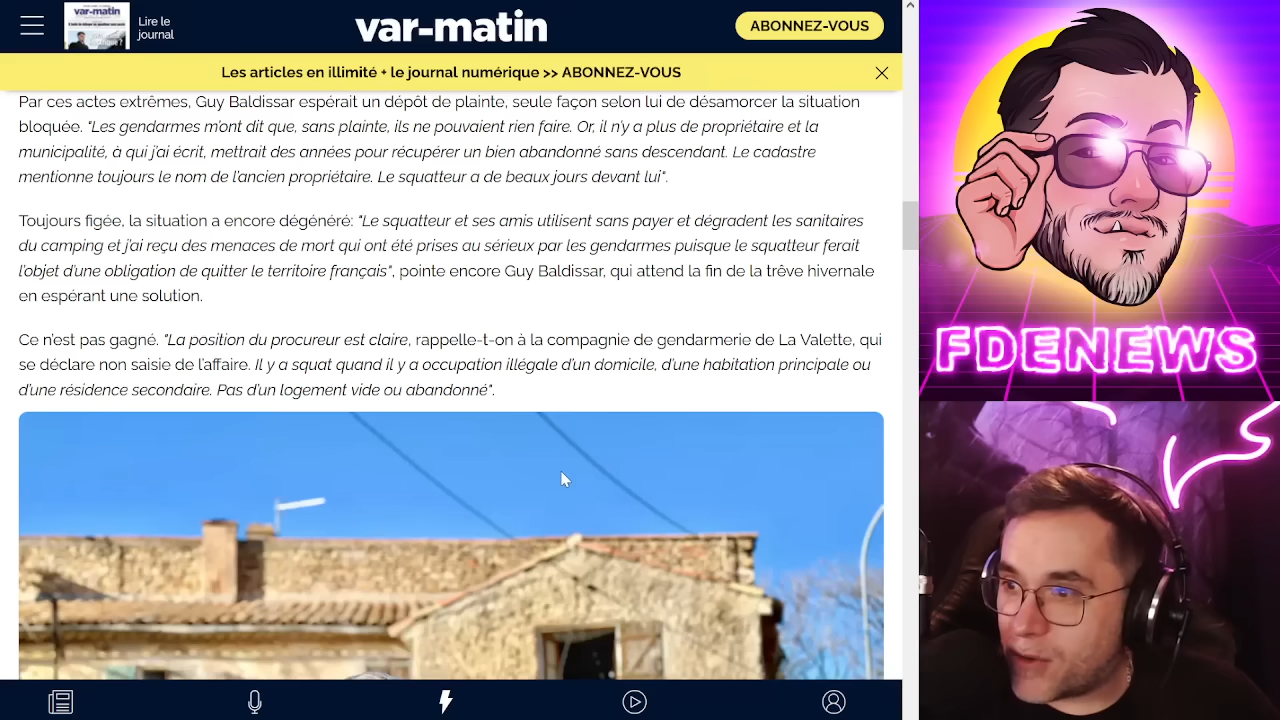 Lire le
journal
var-matin
ABONNEZ-VOUS
Les articles en illimité + le journal numérique >> ABONNEZ-VOUS
Par ces actes extrêmes, Guy Baldissar espérait un dépôt de plainte, seule façon selon lui de désamorcer la situation
bloquée. "Les gendarmes m'ont dit que, sans plainte, ils ne pouvaient rien faire. Or, il n'y a plus de propriétaire et la
municipalité, à qui j'ai écrit, mettrait des années pour récupérer un bien abandonné sans descendant. Le cadastre
mentionne toujours le nom de l'ancien propriétaire. Le squatteur a de beaux jours devant lui".
Toujours figée, la situation a encore dégénéré: "Le squatteur et ses amis utilisent sans payer et dégradent les sanitaires
du camping et j'ai reçu des menaces de mort qui ont été prises au sérieux par les gendarmes puisque le squatteur ferait
l'objet d'une obligation de quitter le territoire français", pointe encore Guy Baldissar, qui attend la fin de la trêve hivernale
en espérant une solution.
Ce n'est pas gagné. "La position du procureur est claire, rappelle-t-on à la compagnie de gendarmerie de La Valette, qui
se déclare non saisie de l'affaire. Il y a squat quand il y a occupation illégale d'un domicile, d'une habitation principale ou
d'une résidence secondaire. Pas d'un logement vide ou abandonné".
FDENEWS